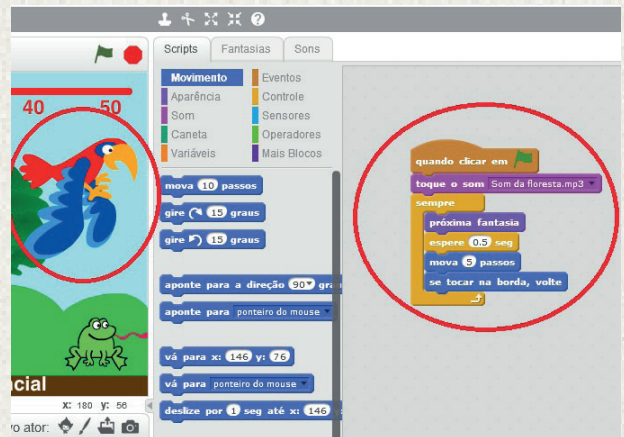 Scripts Fantasias Sons
40 50
Movimento Eventos
Aparência Controle
Som Sensores
Caneta Operadores
Variáveis Mais Blocos
mova 10 passos
gire 15 graus
gire 15 graus
aponte para a direção 90 grau
aponte para ponteiro do mouse
vá para x: 146 y: 76
vá para ponteiro do mouse
deslize por 1 seg até x: 146
quando clicar em
toque o som Som da floresta.mp3
sempre
próxima fantasia
espere 0.5 seg
mova 5 passos
se tocar na borda, volte
cial
x: 180 y: 56
vo ator: